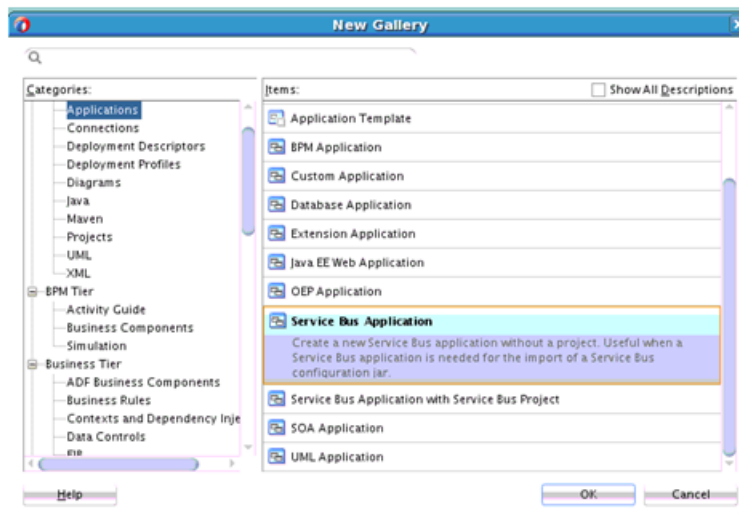 New Gallery
Categories:
Applications
Connections
Deployment Descriptors
Deployment Profiles
Diagrams
Java
Maven
Projects
UML
XML
BPM Tier
Activity Guide
Business Components
Simulation
Business Tier
ADF Business Components
Business Rules
Contexts and Dependency Inje
Data Controls
Items:
Show All Descriptions
Application Template
BPM Application
Custom Application
Database Application
Extension Application
Java EE Web Application
OEP Application
Service Bus Application
Create a new Service Bus application without a project. Useful when a
Service Bus application is needed for the import of a Service Bus
configuration jar.
Service Bus Application with Service Bus Project
SOA Application
UML Application
Help
OK
Cancel